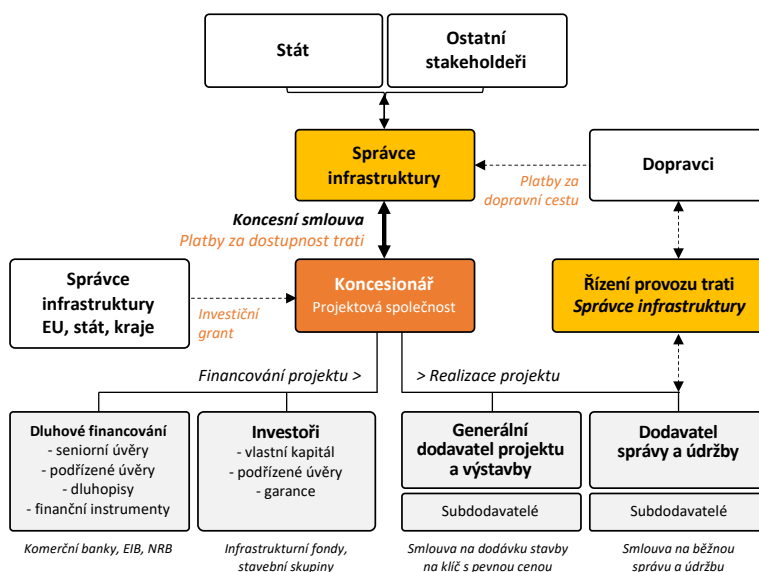 Stát
Ostatní
stakeholdeři
Správce
infrastruktury
Platby za
dopravní cestu
Dopravci
Koncesní smlouva
Platby za dostupnost trati
Správce
infrastruktury
EU, stát, kraje
Investiční
grant
Koncesionář
Projektová společnost
Řízení provozu trati
Správce infrastruktury
Financování projektu >
> Realizace projektu
Dluhové financování
- seniorní úvěry
- podřízené úvěry
- dluhopisy
- finanční instrumenty
Investoři
- vlastní kapitál
- podřízené úvěry
- garance
Generální
dodavatel projektu
a výstavby
Subdodavatelé
Dodavatel
správy a údržby
Subdodavatelé
Komerční banky, EIB, NRB
Infrastrukturní fondy,
stavební skupiny
Smlouva na dodávku stavby
na klíč s pevnou cenou
Smlouva na běžnou
správu a údržbu